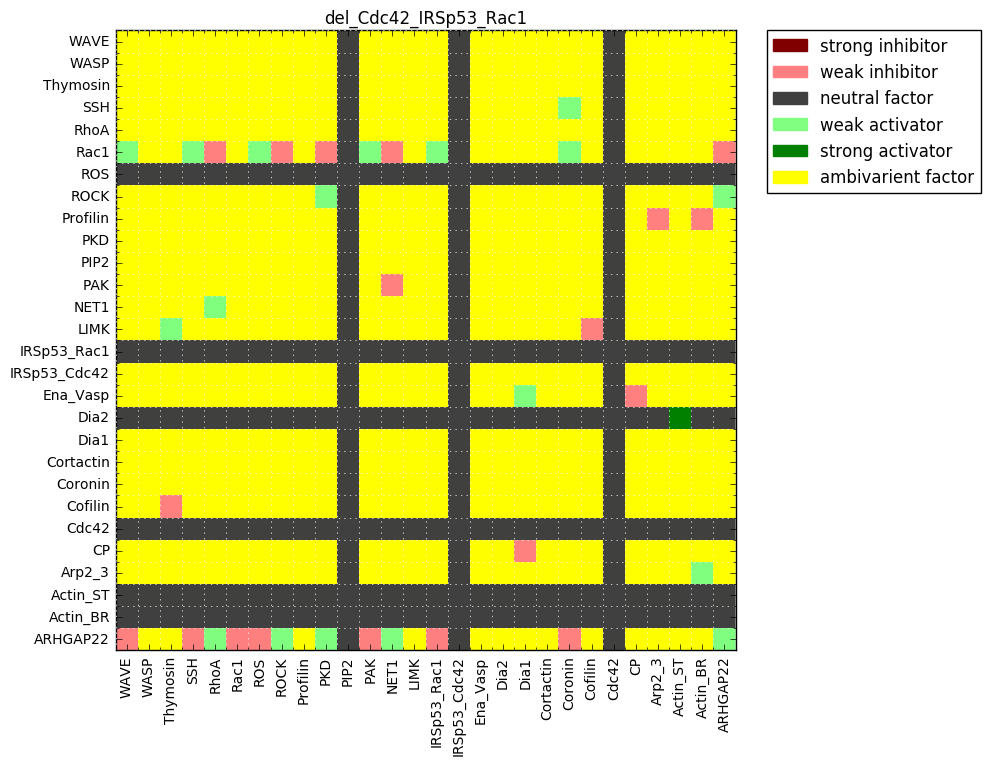 del_Cdc42_IRSp53_Rac1
WAVE
WASP
Thymosin
SSH
RhoA
Rac1
ROS
ROCK
Profilin
PKD
PIP2
PAK
NET1
LIMK
IRSp53_Rac1
IRSp53_Cdc42
Ena_Vasp
Dia2
Dia1
Cortactin
Coronin
Cofilin
Cdc42
CP
Arp2_3
Actin_ST
Actin_BR
ARHGAP22
WAVE
WASP
Thymosin
SSH
RhoA
Rac1
ROS
ROCK
Profilin
PKD
PIP2
PAK
NET1
LIMK
IRSp53_Rac1
IRSp53_Cdc42
Ena_Vasp
Dia2
Dia1
Cortactin
Coronin
Cofilin
Cdc42
CP
Arp2_3
Actin_ST
Actin_BR
ARHGAP22
strong inhibitor
weak inhibitor
neutral factor
weak activator
strong activator
ambivarient factor